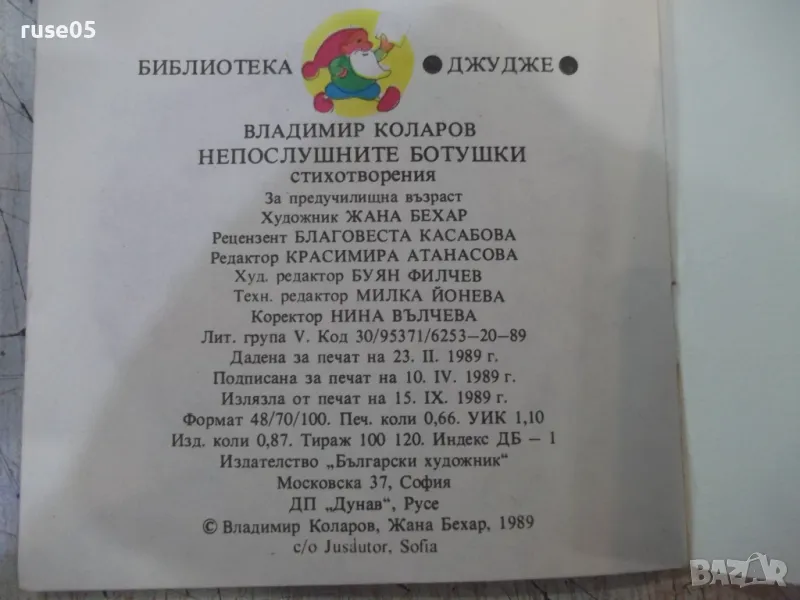 ruse05
БИБЛИОТЕКА ● ДЖУДЖЕ ●
ВЛАДИМИР КОЛАРОВ
НЕПОСЛУШНИТЕ БОТУШКИ
стихотворения
За предучилищна възраст
Художник ЖАНА БЕХАР
Рецензент БЛАГОВЕСТА КАСАБОВА
Редактор КРАСИМИРА АТАНАСОВА
Худ. редактор БУЯН ФИЛЧЕВ
Техн. редактор МИЛКА ЙОНЕВА
Коректор НИНА ВЪЛЧЕВА
Лит. група V. Код 30/95371/6253—20—89
Дадена за печат на 23. II. 1989 г.
Подписана за печат на 10. IV. 1989 г.
Излязла от печат на 15. IX. 1989 г.
Формат 48/70/100. Печ. коли 0,66. УИК 1,10
Изд. коли 0,87. Тираж 100 120. Индекс ДБ — 1
Издателство „Български художник"
Московска 37, София
ДП „Дунав", Русе
© Владимир Коларов, Жана Бехар, 1989
c/o Jusautor, Sofia
BAZAR
bg